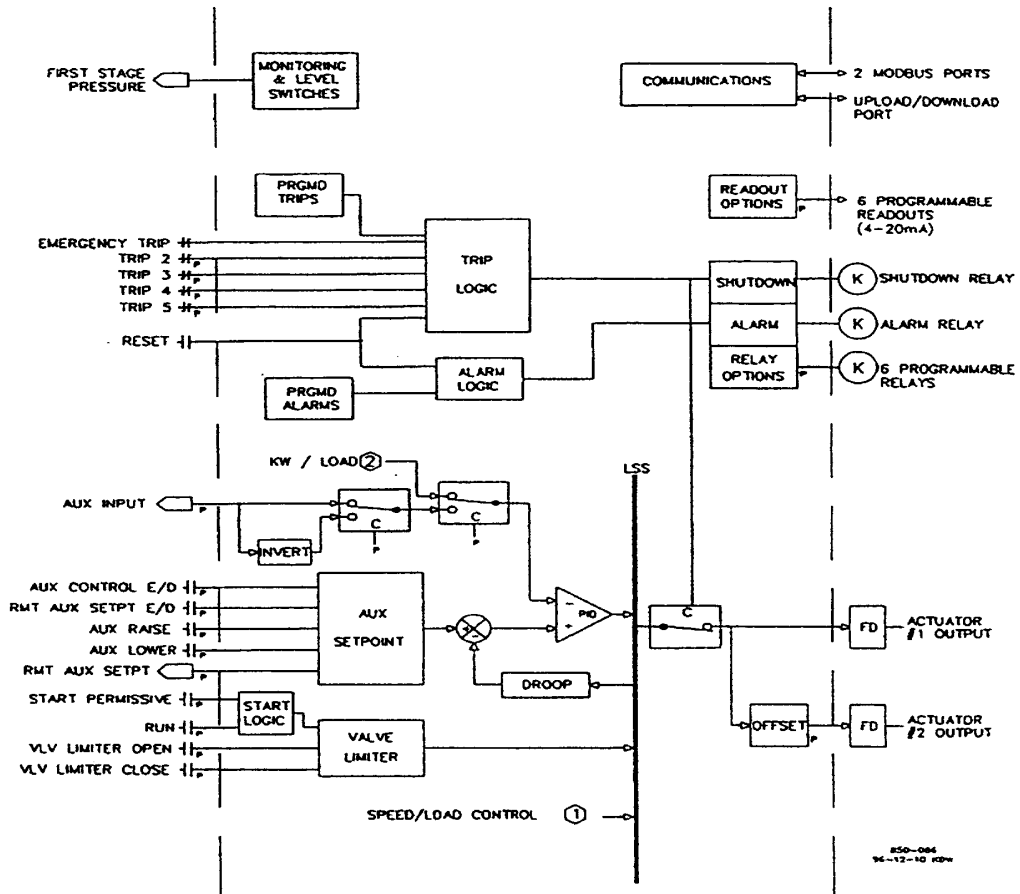 FIRST STAGE
PRESSURE
MONITORING
& LEVEL
SWITCHES
COMMUNICATIONS
2 MODBUS PORTS
UPLOAD/DOWNLOAD
PORT
PRGMD
TRIPS
READOUT
OPTIONS
P
6 PROGRAMMABLE
READOUTS
(4-20mA)
EMERGENCY TRIP
TRIP 2
P
TRIP 3
P
TRIP 4
P
TRIP 5
P
TRIP
LOGIC
SHUTDOWN
K
SHUTDOWN RELAY
RESET
ALARM
K
ALARM RELAY
ALARM
LOGIC
RELAY
OPTIONS
P
K
6 PROGRAMMABLE
RELAYS
PRGMD
ALARMS
KW / LOAD
2
LSS
AUX INPUT
P
C
P
C
P
INVERT
AUX CONTROL E/D
P
RMT AUX SETPT E/D
P
AUX RAISE
P
AUX LOWER
P
RMT AUX SETPT
P
AUX
SETPOINT
+
-
-
+
PID
C
FD
ACTUATOR
#1 OUTPUT
DROOP
START PERMISSIVE
P
RUN
P
START
LOGIC
VLV LIMITER OPEN
P
VLV LIMITER CLOSE
P
VALVE
LIMITER
OFFSET
P
FD
ACTUATOR
#2 OUTPUT
SPEED/LOAD CONTROL
1
850-086
96-12-10